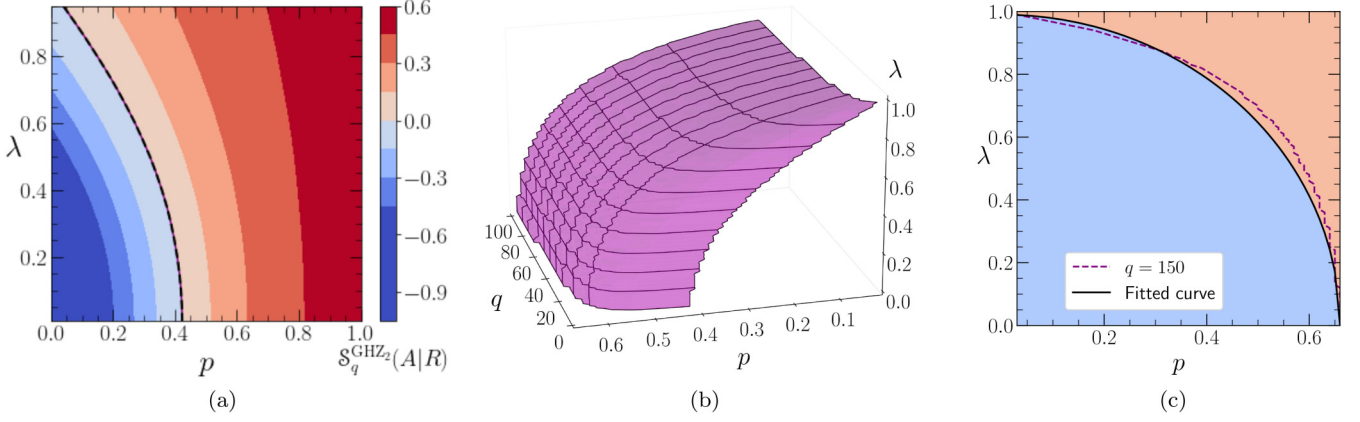 0.8
0.6
λ
0.4
0.2
0.0 0.2 0.4 0.6 0.8 1.0
p
0.6
0.3
0.0
−0.3
−0.6
−0.9
𝒮_q^{GHZ₂}(A|R)
(a)
λ
1.0
0.8
0.6
0.4
0.2
0.0
100
80
60
40
20
0
q
0.6 0.5 0.4 0.3 0.2 0.1
p
(b)
1.0
0.8
0.6
λ
0.4
0.2
0.0
0.2 0.4 0.6
p
q = 150
Fitted curve
(c)